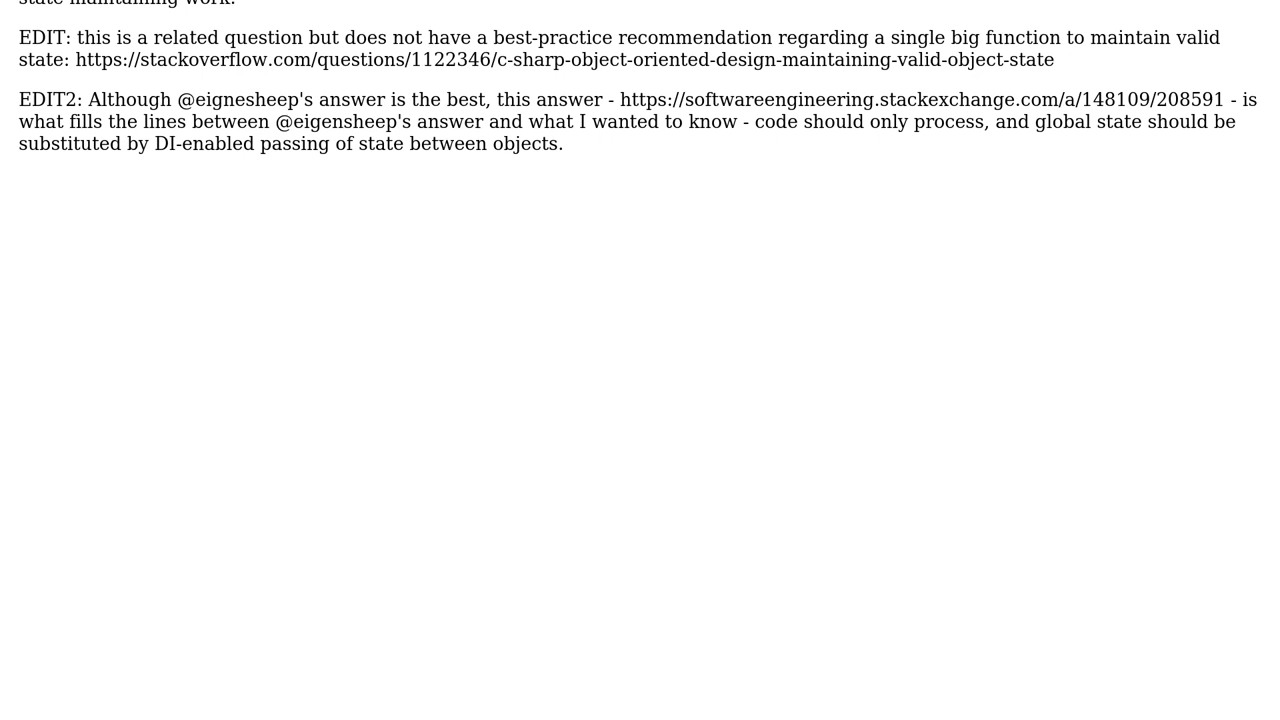 state maintaining work.
EDIT: this is a related question but does not have a best-practice recommendation regarding a single big function to maintain valid
state: https://stackoverflow.com/questions/1122346/c-sharp-object-oriented-design-maintaining-valid-object-state
EDIT2: Although @eignesheep's answer is the best, this answer - https://softwareengineering.stackexchange.com/a/148109/208591 - is
what fills the lines between @eigensheep's answer and what I wanted to know - code should only process, and global state should be
substituted by DI-enabled passing of state between objects.